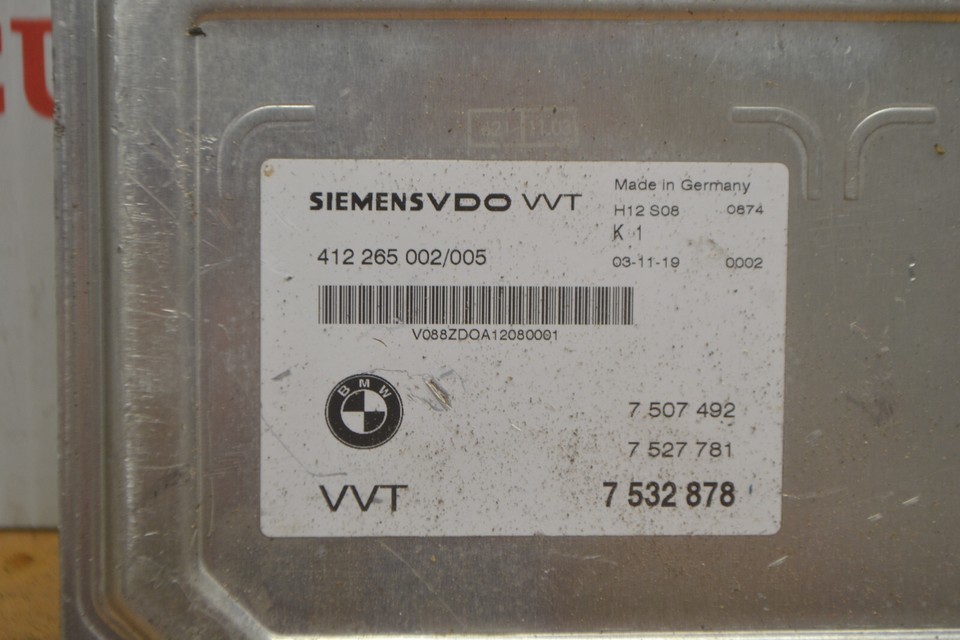 SIEMENSVDO VVT
Made in Germany
H12 S08 0874
K 1
03-11-19 0002
412 265 002/005
V088ZDOA12080001
BMW
7 507 492
7 527 781
VVT 7 532 878